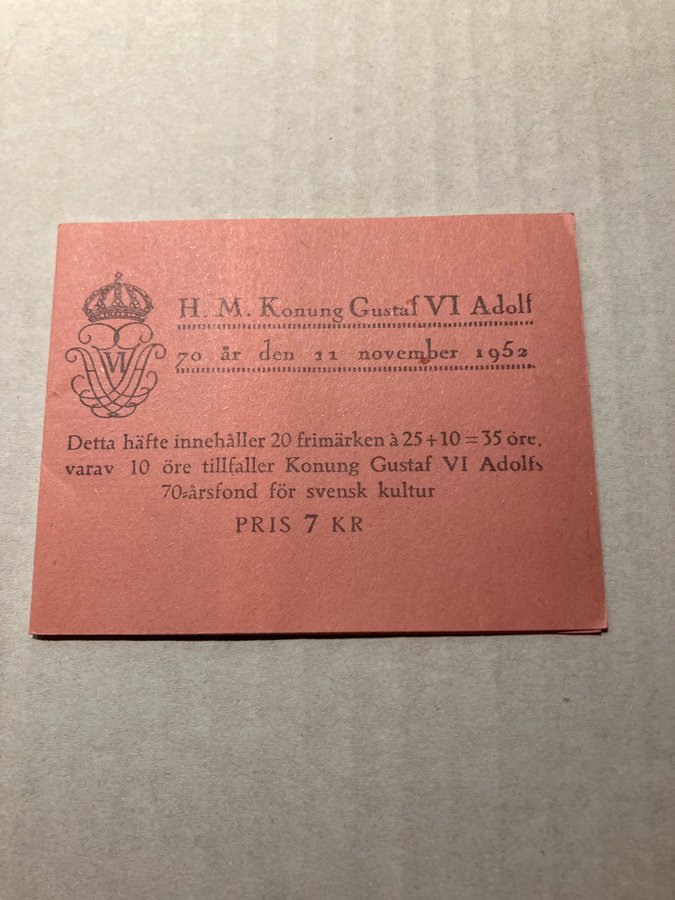 VI
H. M. Konung Gustaf VI Adolf
70 år den 11 november 1952
Detta häfte innehåller 20 frimärken à 25+10=35 öre,
varav 10 öre tillfaller Konung Gustaf VI Adolfs
70-årsfond för svensk kultur
PRIS 7 KR